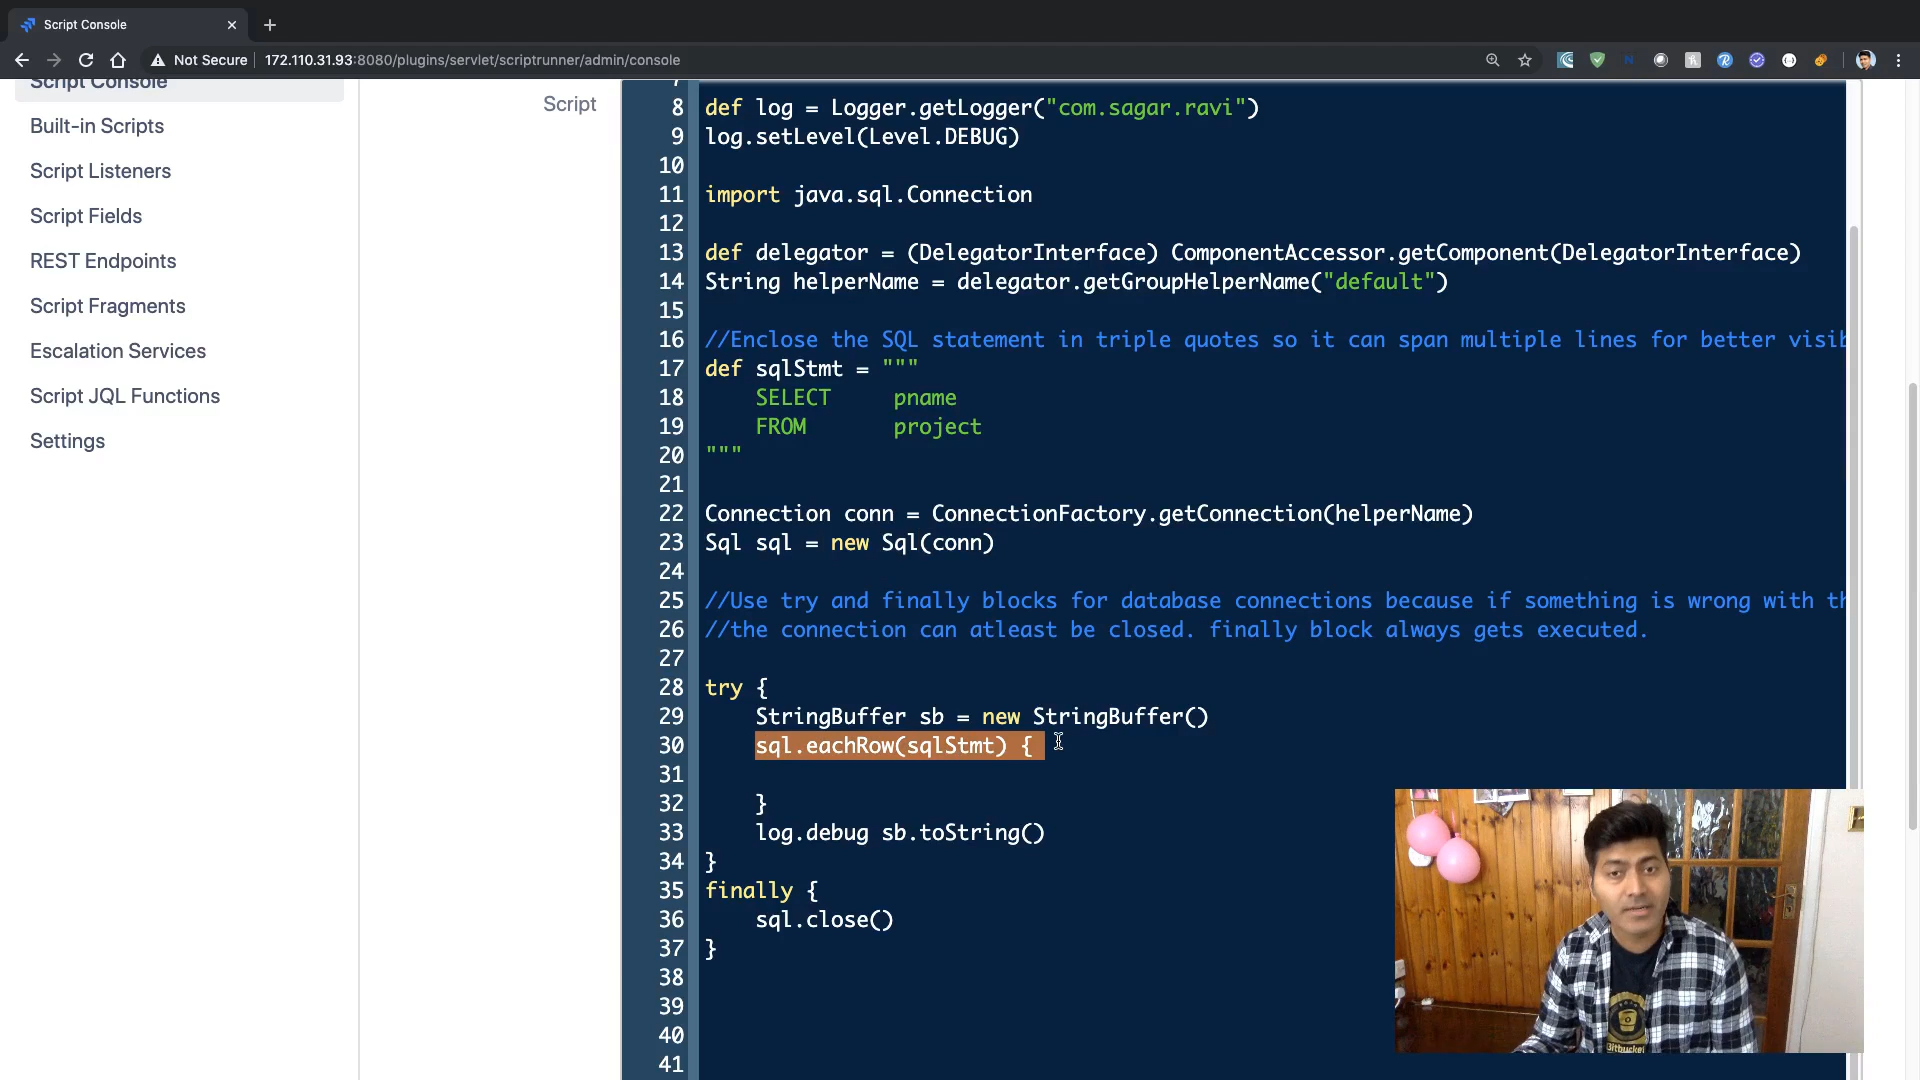 Script Console
Not Secure
172.110.31.93:8080/plugins/servlet/scriptrunner/admin/console
Script Console
Built-in Scripts
Script Listeners
Script Fields
REST Endpoints
Script Fragments
Escalation Services
Script JQL Functions
Settings
Script
7
8 def log = Logger.getLogger("com.sagar.ravi")
9 log.setLevel(Level.DEBUG)
10
11 import java.sql.Connection
12
13 def delegator = (DelegatorInterface) ComponentAccessor.getComponent(DelegatorInterface)
14 String helperName = delegator.getGroupHelperName("default")
15
16 //Enclose the SQL statement in triple quotes so it can span multiple lines for better visib
17 def sqlStmt = """
18 SELECT pname
19 FROM project
20 """
21
22 Connection conn = ConnectionFactory.getConnection(helperName)
23 Sql sql = new Sql(conn)
24
25 //Use try and finally blocks for database connections because if something is wrong with th
26 //the connection can atleast be closed. finally block always gets executed.
27
28 try {
29 StringBuffer sb = new StringBuffer()
30 sql.eachRow(sqlStmt) {
31
32 }
33 log.debug sb.toString()
34 }
35 finally {
36 sql.close()
37 }
38
39
40
41
Bitbucket